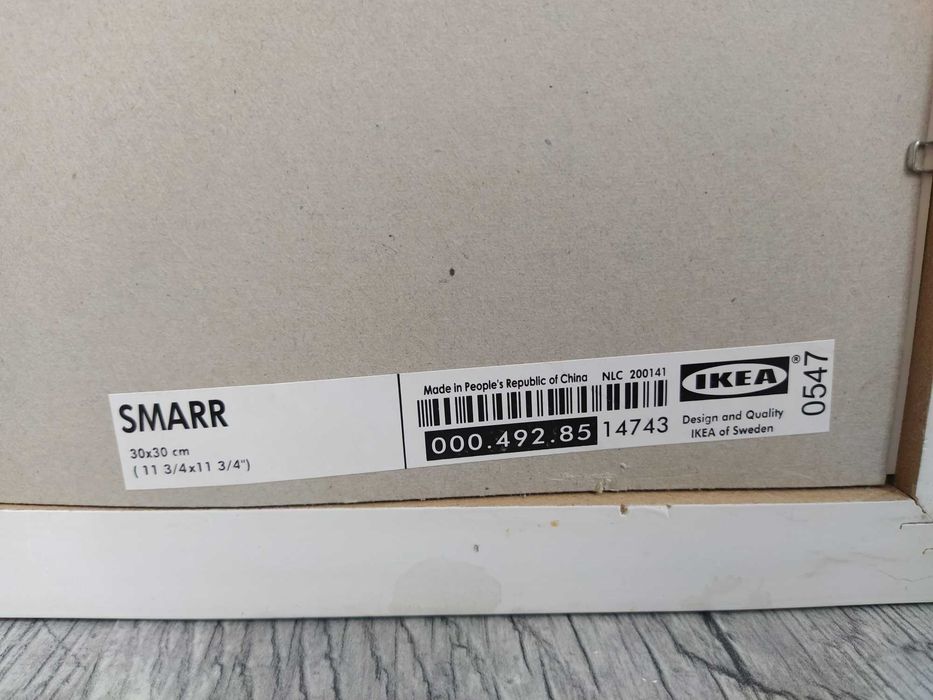 SMARR
30x30 cm
( 11 3/4x11 3/4")
Made in People's Republic of China NLC 200141
000.492.85 14743
IKEA®
Design and Quality
IKEA of Sweden
0547